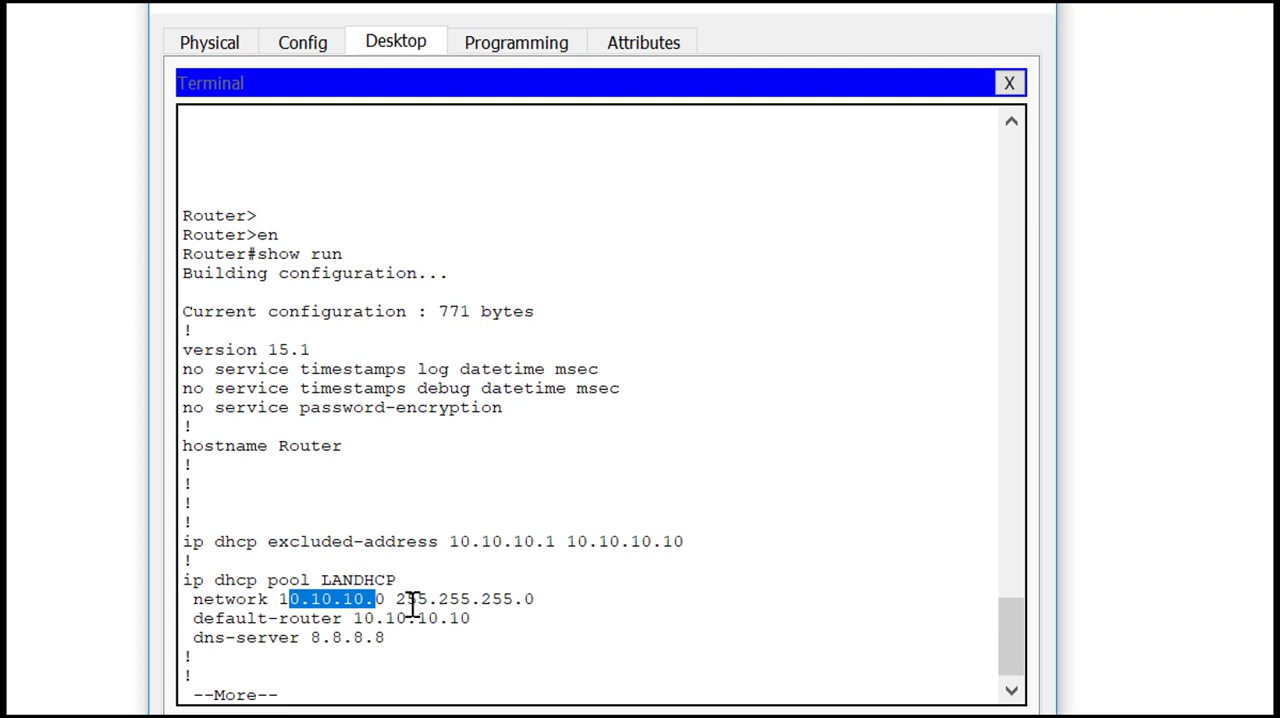 Physical Config Desktop Programming Attributes
Terminal X
Router>
Router>en
Router#show run
Building configuration...
Current configuration : 771 bytes
!
version 15.1
no service timestamps log datetime msec
no service timestamps debug datetime msec
no service password-encryption
!
hostname Router
!
!
!
!
ip dhcp excluded-address 10.10.10.1 10.10.10.10
!
ip dhcp pool LANDHCP
network 10.10.10.0 255.255.255.0
default-router 10.10.10.10
dns-server 8.8.8.8
!
!
--More--